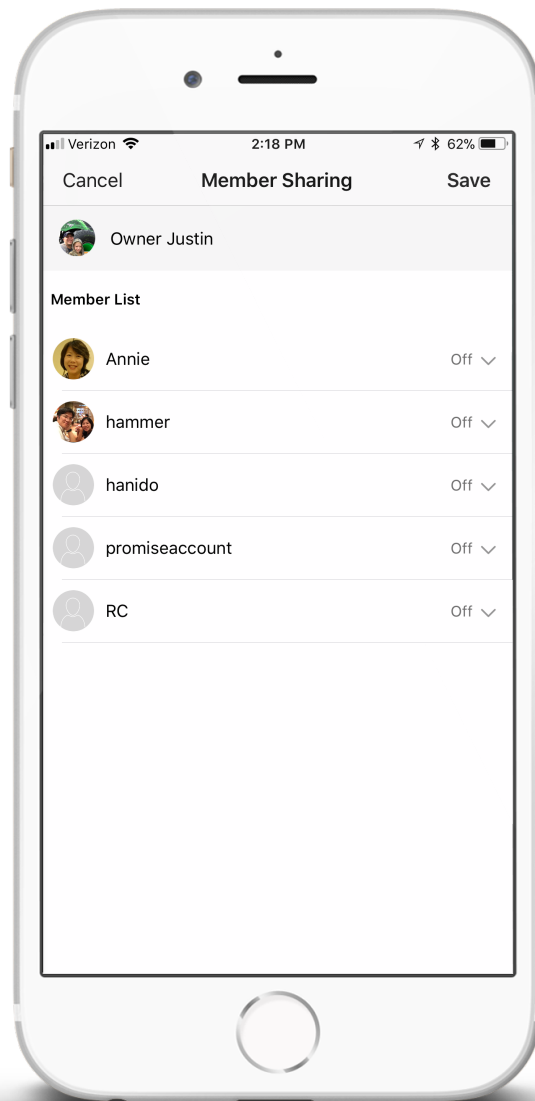 Verizon 2:18 PM 62%
Cancel Member Sharing Save
Owner Justin
Member List
Annie Off
hammer Off
hanido Off
promiseaccount Off
RC Off